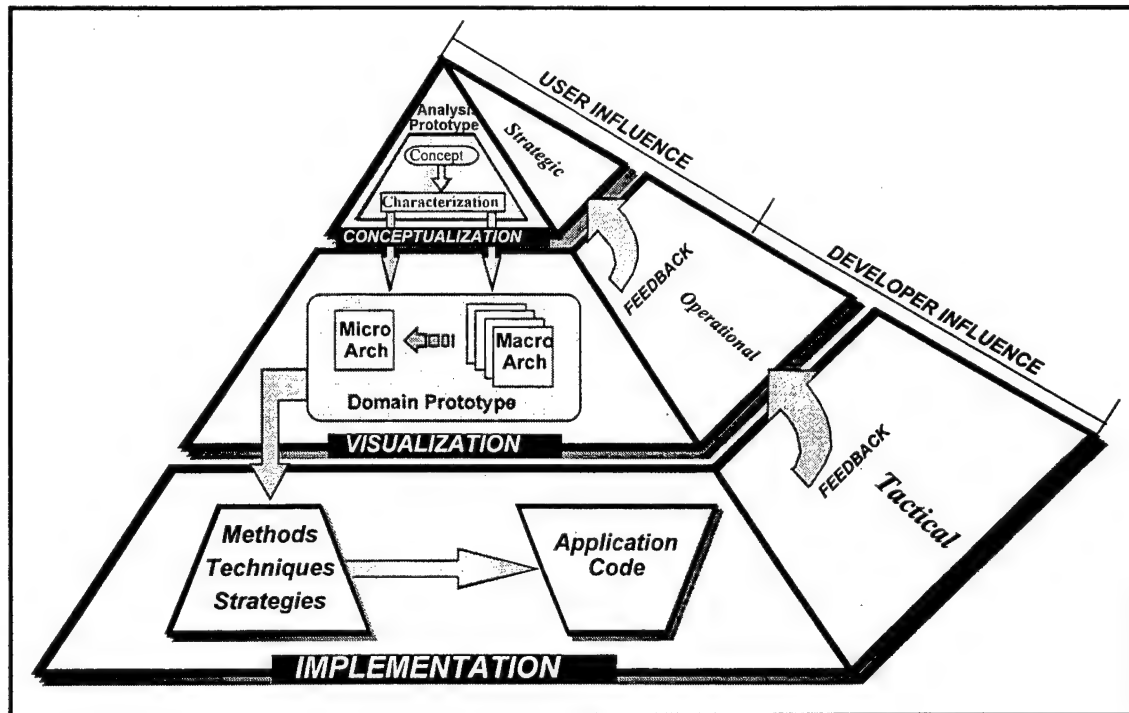 USER INFLUENCE
DEVELOPER INFLUENCE
Analysis
Prototype
Concept
Characterization
CONCEPTUALIZATION
Strategic
Micro
Arch
Macro
Arch
Domain Prototype
VISUALIZATION
FEEDBACK
Operational
Methods
Techniques
Strategies
Application
Code
IMPLEMENTATION
FEEDBACK
Tactical